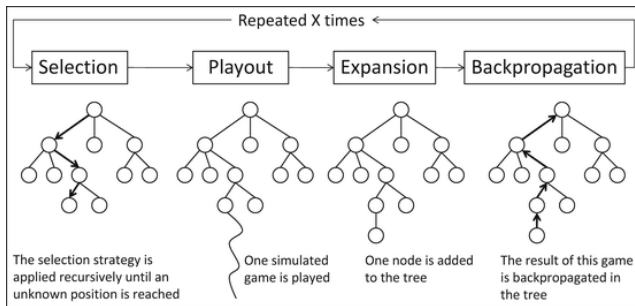 Repeated X times
Selection
Playout
Expansion
Backpropagation
The selection strategy is
applied recursively until an
unknown position is reached
One simulated
game is played
One node is added
to the tree
The result of this game
is backpropagated in
the tree